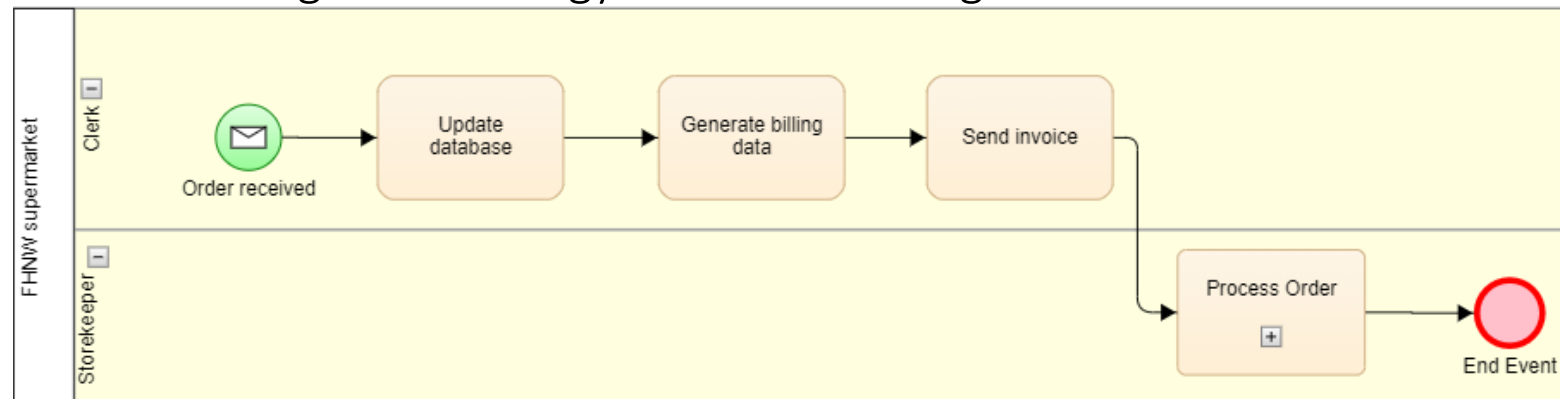 FHNW supermarket
Clerk
Order received
Update
database
Generate billing
data
Send invoice
Storekeeper
Process Order
End Event